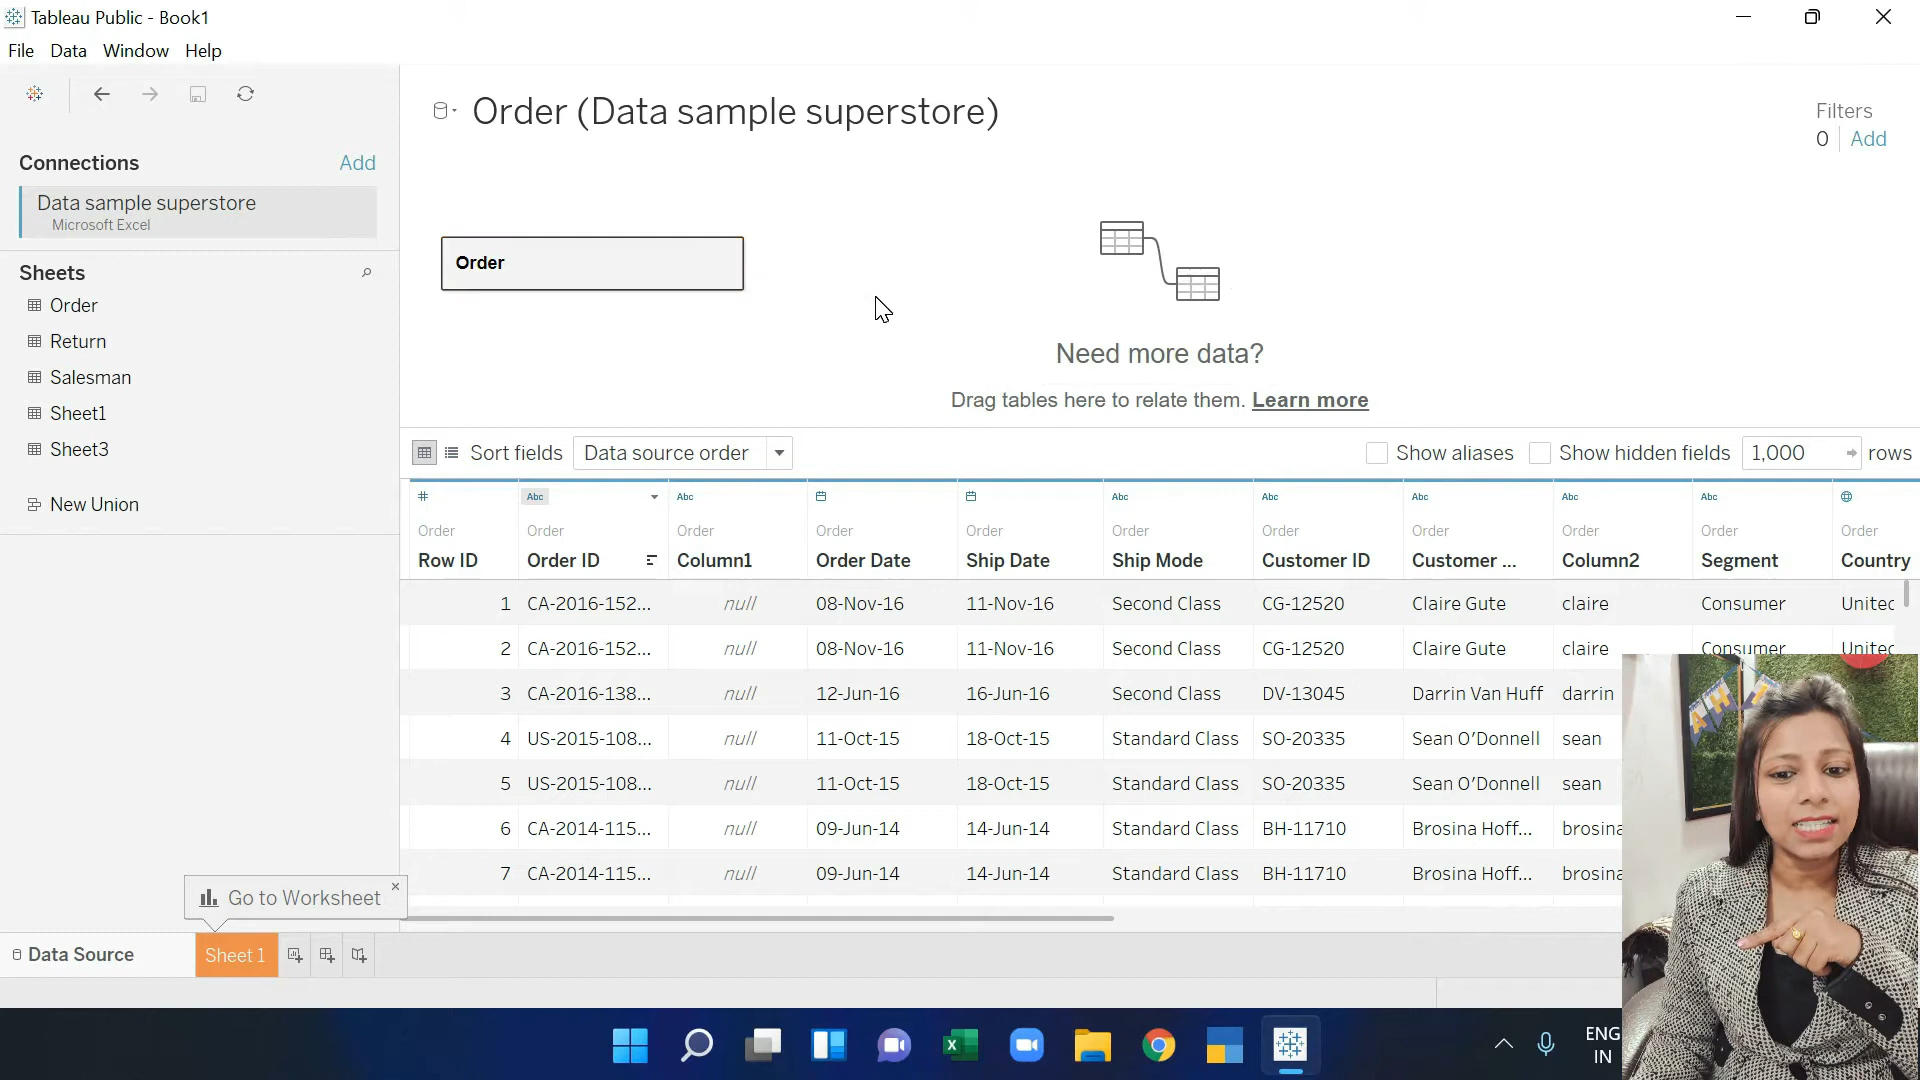 Tableau Public - Book1
File Data Window Help
Connections Add
Data sample superstore
Microsoft Excel
Sheets
Order
Return
Salesman
Sheet1
Sheet3
New Union
Order (Data sample superstore)
Filters
0 Add
Order
Need more data?
Drag tables here to relate them. Learn more
Sort fields Data source order Show aliases Show hidden fields 1,000 rows
# Abc Abc Abc Abc Abc Abc Abc
Order Order Order Order Order Order Order Order Order Order Order
Row ID Order ID Column1 Order Date Ship Date Ship Mode Customer ID Customer ... Column2 Segment Country
1 CA-2016-152... null 08-Nov-16 11-Nov-16 Second Class CG-12520 Claire Gute claire Consumer Unitec
2 CA-2016-152... null 08-Nov-16 11-Nov-16 Second Class CG-12520 Claire Gute claire Consumer Unitec
3 CA-2016-138... null 12-Jun-16 16-Jun-16 Second Class DV-13045 Darrin Van Huff darrin
4 US-2015-108... null 11-Oct-15 18-Oct-15 Standard Class SO-20335 Sean O'Donnell sean
5 US-2015-108... null 11-Oct-15 18-Oct-15 Standard Class SO-20335 Sean O'Donnell sean
6 CA-2014-115... null 09-Jun-14 14-Jun-14 Standard Class BH-11710 Brosina Hoff... brosina
7 CA-2014-115... null 09-Jun-14 14-Jun-14 Standard Class BH-11710 Brosina Hoff... brosina
Go to Worksheet
Data Source Sheet 1
ENG
IN